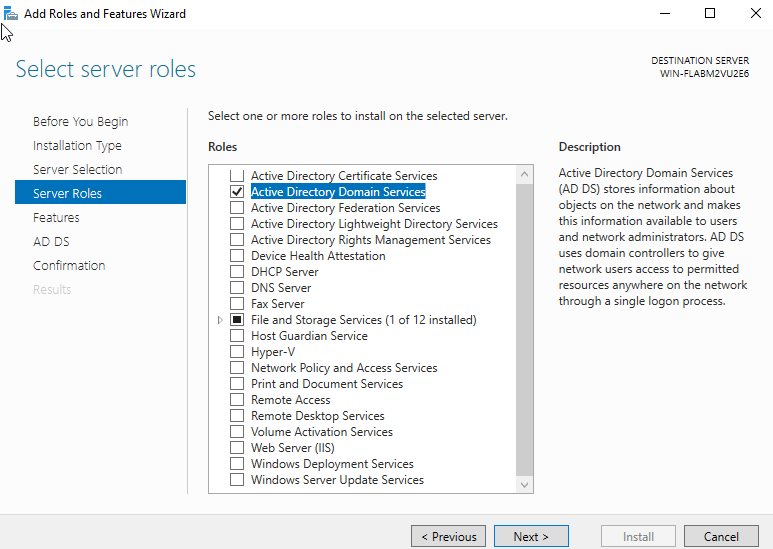 Add Roles and Features Wizard
Select server roles
DESTINATION SERVER
WIN-FLABM2VU2E6
Before You Begin
Installation Type
Server Selection
Server Roles
Features
AD DS
Confirmation
Results
Select one or more roles to install on the selected server.
Roles
Active Directory Certificate Services
Active Directory Domain Services
Active Directory Federation Services
Active Directory Lightweight Directory Services
Active Directory Rights Management Services
Device Health Attestation
DHCP Server
DNS Server
Fax Server
File and Storage Services (1 of 12 installed)
Host Guardian Service
Hyper-V
Network Policy and Access Services
Print and Document Services
Remote Access
Remote Desktop Services
Volume Activation Services
Web Server (IIS)
Windows Deployment Services
Windows Server Update Services
Description
Active Directory Domain Services
(AD DS) stores information about
objects on the network and makes
this information available to users
and network administrators. AD DS
uses domain controllers to give
network users access to permitted
resources anywhere on the network
through a single logon process.
< Previous
Next >
Install
Cancel